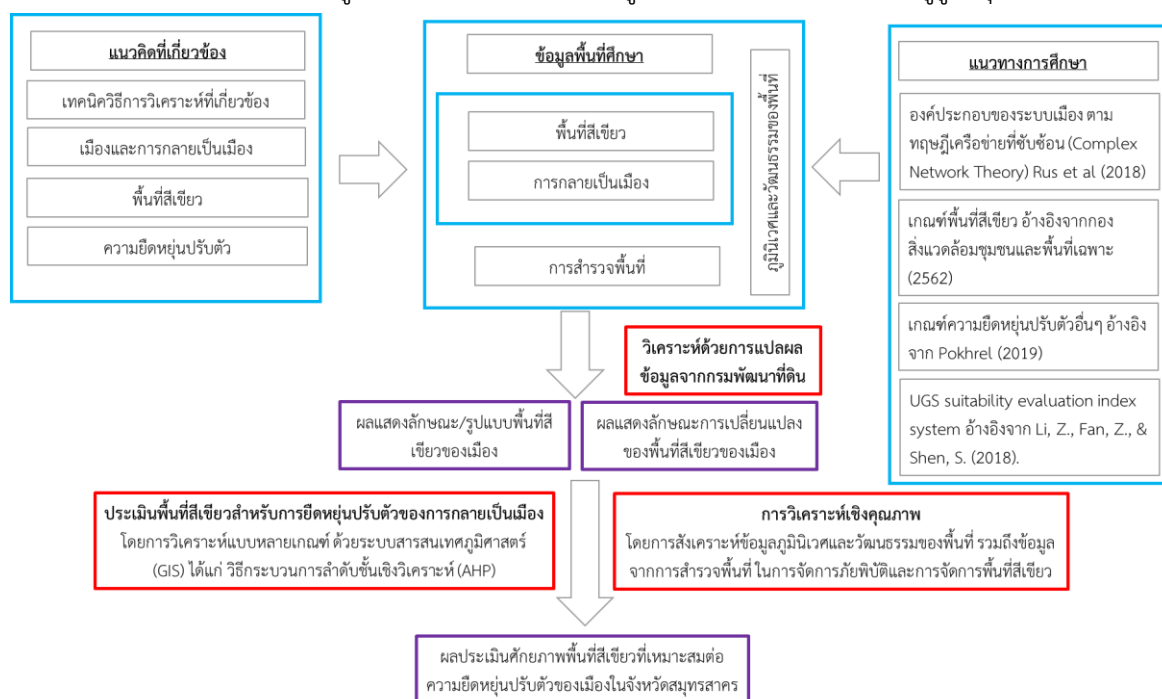 แนวคิดที่เกี่ยวข้อง
เทคนิควิธีการวิเคราะห์ที่เกี่ยวข้อง
เมืองและการกลายเป็นเมือง
พื้นที่สีเขียว
ความยืดหยุ่นปรับตัว
ข้อมูลพื้นที่ศึกษา
พื้นที่สีเขียว
การกลายเป็นเมือง
การสำรวจพื้นที่
ภูมินิเวศและวัฒนธรรมของพื้นที่
แนวทางการศึกษา
องค์ประกอบของระบบเมือง ตาม
ทฤษฎีเครือข่ายที่ซับซ้อน (Complex
Network Theory) Rus et al (2018)
เกณฑ์พื้นที่สีเขียว อ้างอิงจากกอง
สิ่งแวดล้อมชุมชนและพื้นที่เฉพาะ
(2562)
เกณฑ์ความยืดหยุ่นปรับตัวอื่นๆ อ้างอิง
จาก Pokhrel (2019)
UGS suitability evaluation index
system อ้างอิงจาก Li, Z., Fan, Z., &
Shen, S. (2018).
วิเคราะห์ด้วยการแปลผล
ข้อมูลจากกรมพัฒนาที่ดิน
ผลแสดงลักษณะ/รูปแบบพื้นที่สี
เขียวของเมือง
ผลแสดงลักษณะการเปลี่ยนแปลง
ของพื้นที่สีเขียวของเมือง
ประเมินพื้นที่สีเขียวสำหรับการยืดหยุ่นปรับตัวของการกลายเป็นเมือง
โดยการวิเคราะห์แบบหลายเกณฑ์ ด้วยระบบสารสนเทศภูมิศาสตร์
(GIS) ได้แก่ วิธีกระบวนการลำดับชั้นเชิงวิเคราะห์ (AHP)
การวิเคราะห์เชิงคุณภาพ
โดยการสังเคราะห์ข้อมูลภูมินิเวศและวัฒนธรรมของพื้นที่ รวมถึงข้อมูล
จากการสำรวจพื้นที่ ในการจัดการภัยพิบัติและการจัดการพื้นที่สีเขียว
ผลประเมินศักยภาพพื้นที่สีเขียวที่เหมาะสมต่อ
ความยืดหยุ่นปรับตัวของเมืองในจังหวัดสมุทรสาคร